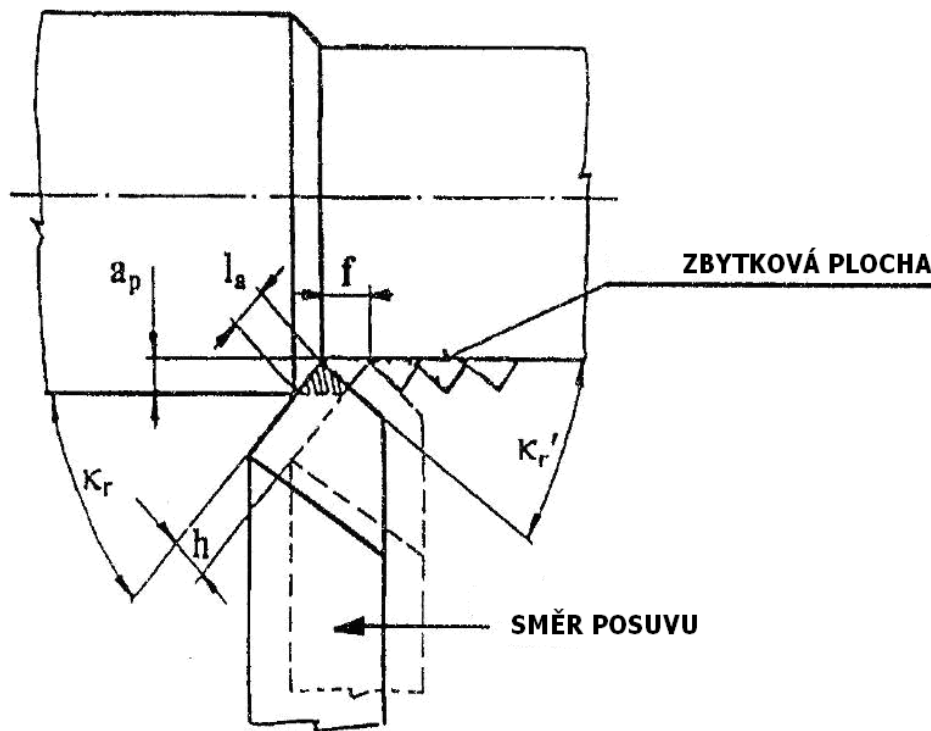 a_p
l_a
f
ZBYTKOVÁ PLOCHA
κ_r
κ_r'
h
SMĚR POSUVU